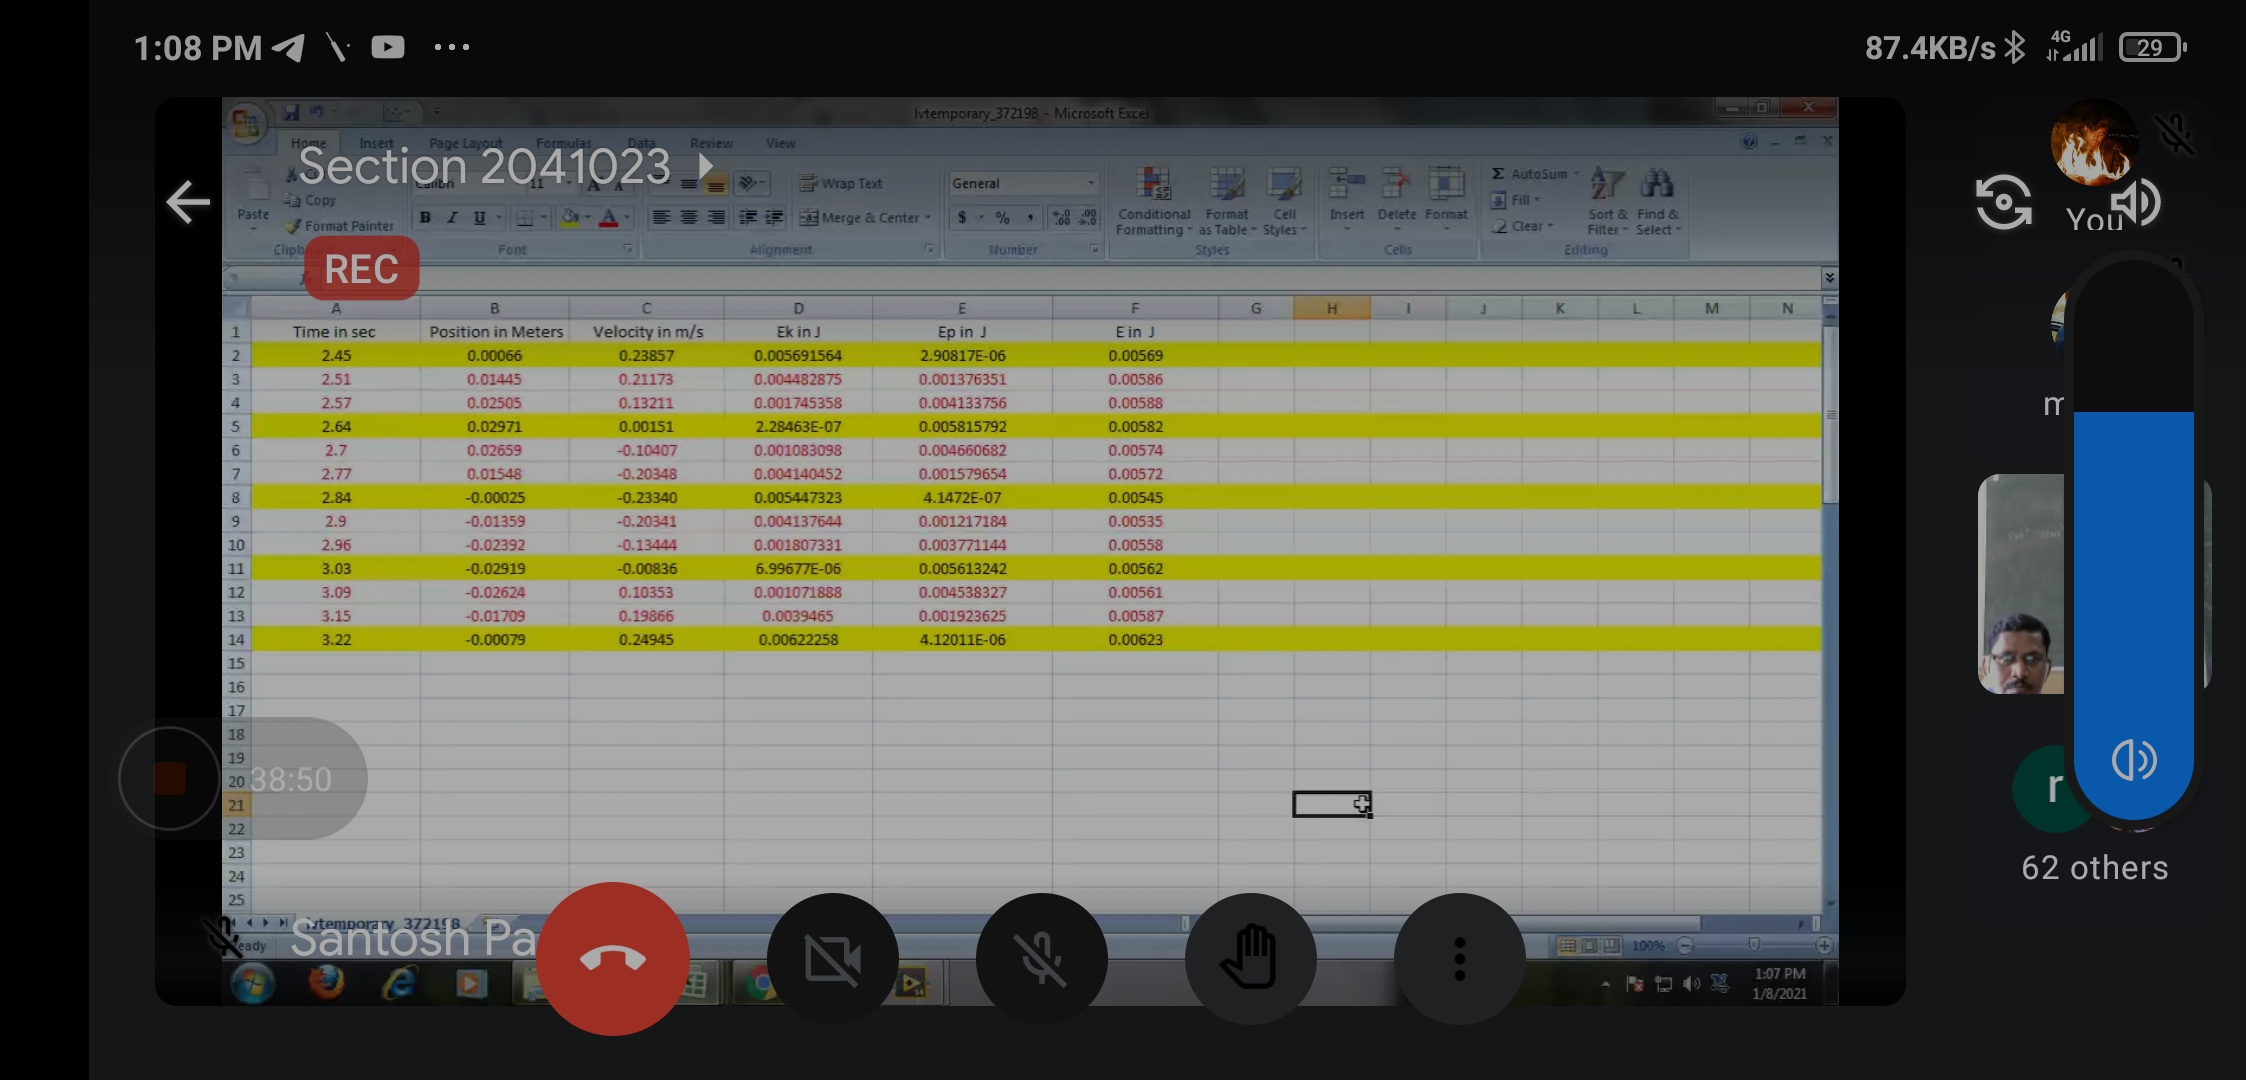 1:08 PM
87.4KB/s 4G 29
lvtemporary_372198 - Microsoft Excel
Home Insert Page Layout Formulas Data Review View
Section 2041023
Paste
Copy
Format Painter
Calibri 11
B I U
Font
Wrap Text
Merge & Center
Alignment
General
$ % ,
Number
Conditional Formatting
Format as Table
Cell Styles
Styles
Insert Delete Format
Cells
Σ AutoSum
Fill
Clear
Sort & Filter
Find & Select
Editing
You
REC
A B C D E F G H I J K L M N
1 Time in sec Position in Meters Velocity in m/s Ek in J Ep in J E in J
2 2.45 0.00066 0.23857 0.005691564 2.90817E-06 0.00569
3 2.51 0.01445 0.21173 0.004482875 0.001376351 0.00586
4 2.57 0.02505 0.13211 0.001745358 0.004133756 0.00588
5 2.64 0.02971 0.00151 2.28463E-07 0.005815792 0.00582
6 2.7 0.02659 -0.10407 0.001083098 0.004660682 0.00574
7 2.77 0.01548 -0.20348 0.004140452 0.001579654 0.00572
8 2.84 -0.00025 -0.23340 0.005447323 4.1472E-07 0.00545
9 2.9 -0.01359 -0.20341 0.004137644 0.001217184 0.00535
10 2.96 -0.02392 -0.13444 0.001807331 0.003771144 0.00558
11 3.03 -0.02919 -0.00836 6.99677E-06 0.005613242 0.00562
12 3.09 -0.02624 0.10353 0.001071888 0.004538327 0.00561
13 3.15 -0.01709 0.19866 0.0039465 0.001923625 0.00587
14 3.22 -0.00079 0.24945 0.00622258 4.12011E-06 0.00623
15
16
17
18
19
20
38:50
21
22
23
24
25
r
62 others
lvtemporary_372198
Santosh Pa
100%
1:07 PM
1/8/2021